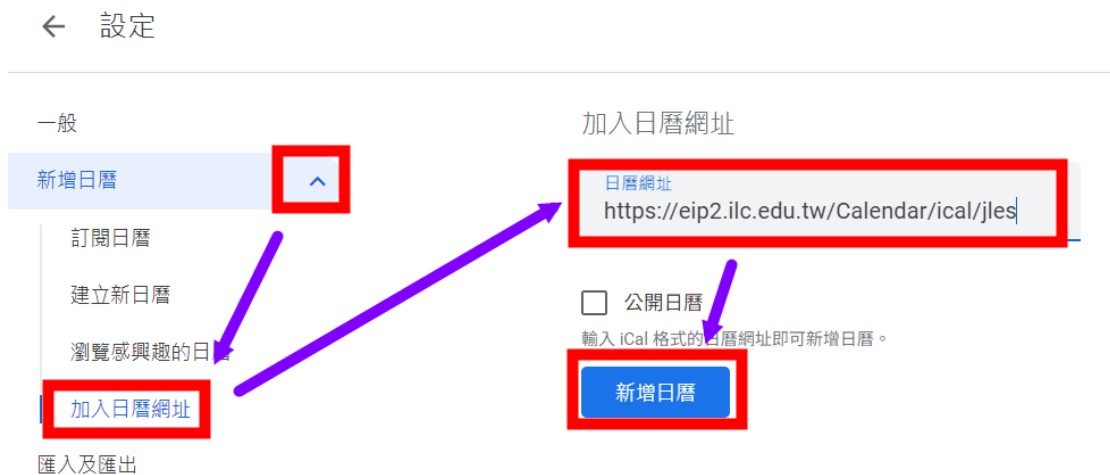 設定
一般
新增日曆
訂閱日曆
建立新日曆
瀏覽感興趣的日曆
加入日曆網址
匯入及匯出
加入日曆網址
日曆網址
https://eip2.ilc.edu.tw/Calendar/ical/jles
公開日曆
輸入 iCal 格式的日曆網址即可新增日曆。
新增日曆